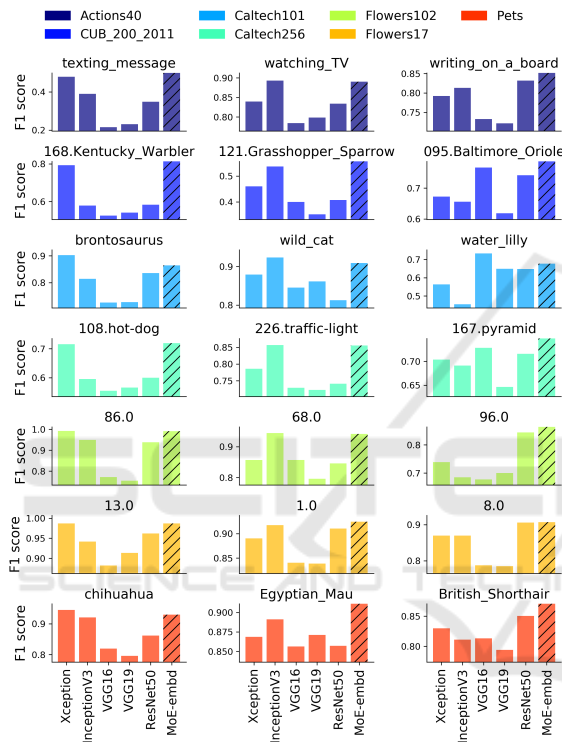 Actions40 Caltech101 Flowers102 Pets
CUB_200_2011 Caltech256 Flowers17
texting_message watching_TV writing_on_a_board
F1 score
0.4
0.2
0.90
0.85
0.80
0.85
0.80
0.75
168.Kentucky_Warbler 121.Grasshopper_Sparrow 095.Baltimore_Oriole
F1 score
0.8
0.6
0.5
0.4
0.7
0.6
brontosaurus wild_cat water_lilly
F1 score
0.9
0.8
0.9
0.8
0.7
0.6
0.5
108.hot-dog 226.traffic-light 167.pyramid
F1 score
0.7
0.6
0.85
0.80
0.75
0.70
0.65
86.0 68.0 96.0
F1 score
1.0
0.9
0.8
0.9
0.8
0.8
0.7
0.6
13.0 1.0 8.0
F1 score
1.00
0.95
0.90
0.90
0.85
0.9
0.8
chihuahua Egyptian_Mau British_Shorthair
F1 score
0.9
0.8
0.900
0.875
0.850
0.85
0.80
Xception InceptionV3 VGG16 VGG19 ResNet50 MoE-embd
Xception InceptionV3 VGG16 VGG19 ResNet50 MoE-embd
Xception InceptionV3 VGG16 VGG19 ResNet50 MoE-embd